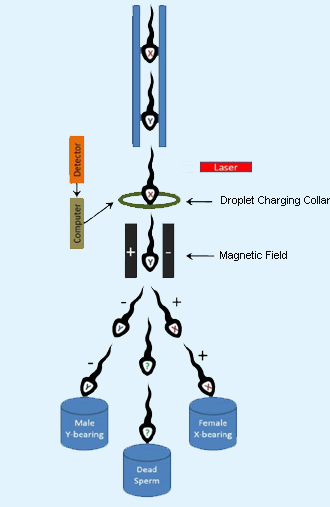 X
Y
Detector
Laser
X
Droplet Charging Collar
Computer
+
-
Y
Magnetic Field
-
+
Y
X
?
-
+
Y
X
?
Male
Y-bearing
Female
X-bearing
Dead
Sperm